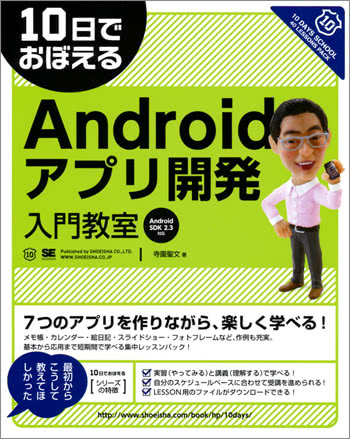 10日で
おぼえる
10 DAYS SCHOOL
40 LESSONS PACK
10
Android
アプリ開発
入門教室
Android
SDK 2.3
対応
10
SE
SHOEISHA
Published by SHOEISHA CO.,LTD.
WWW.SHOEISHA.CO.JP
寺園聖文 著
7つのアプリを作りながら、楽しく学べる!
メモ帳・カレンダー・絵日記・スライドショー・フォトフレームなど、作例も充実。
基本から応用まで短期間で学べる集中レッスンパック!
最初から
こうして
教えてほ
しかった
10日でおぼえる
シリーズ
の特徴
実習(やってみる)と講義(理解する)で学べる!
自分のスケジュールペースに合わせて受講を進められる!
LESSON用のファイルがダウンロードできる!
http://www.shoeisha.com/book/hp/10days/